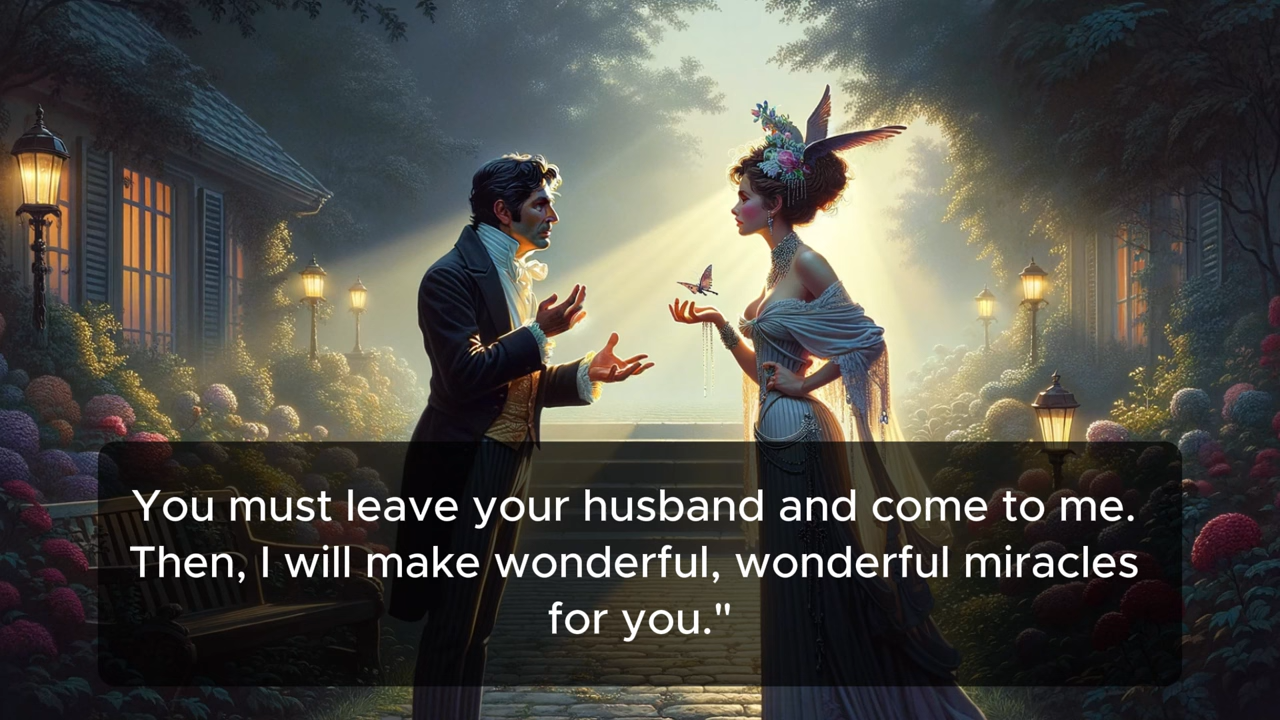 You must leave your husband and come to me.
Then, I will make wonderful, wonderful miracles
for you."